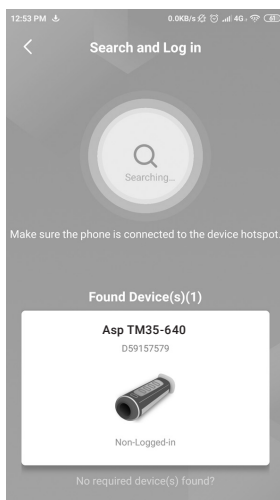 12:53 PM 0.0KB/s 4G 61
Search and Log in
Searching...
Make sure the phone is connected to the device hotspot.
Found Device(s)(1)
Asp TM35-640
D59157579
Non-Logged-in
No required device(s) found?